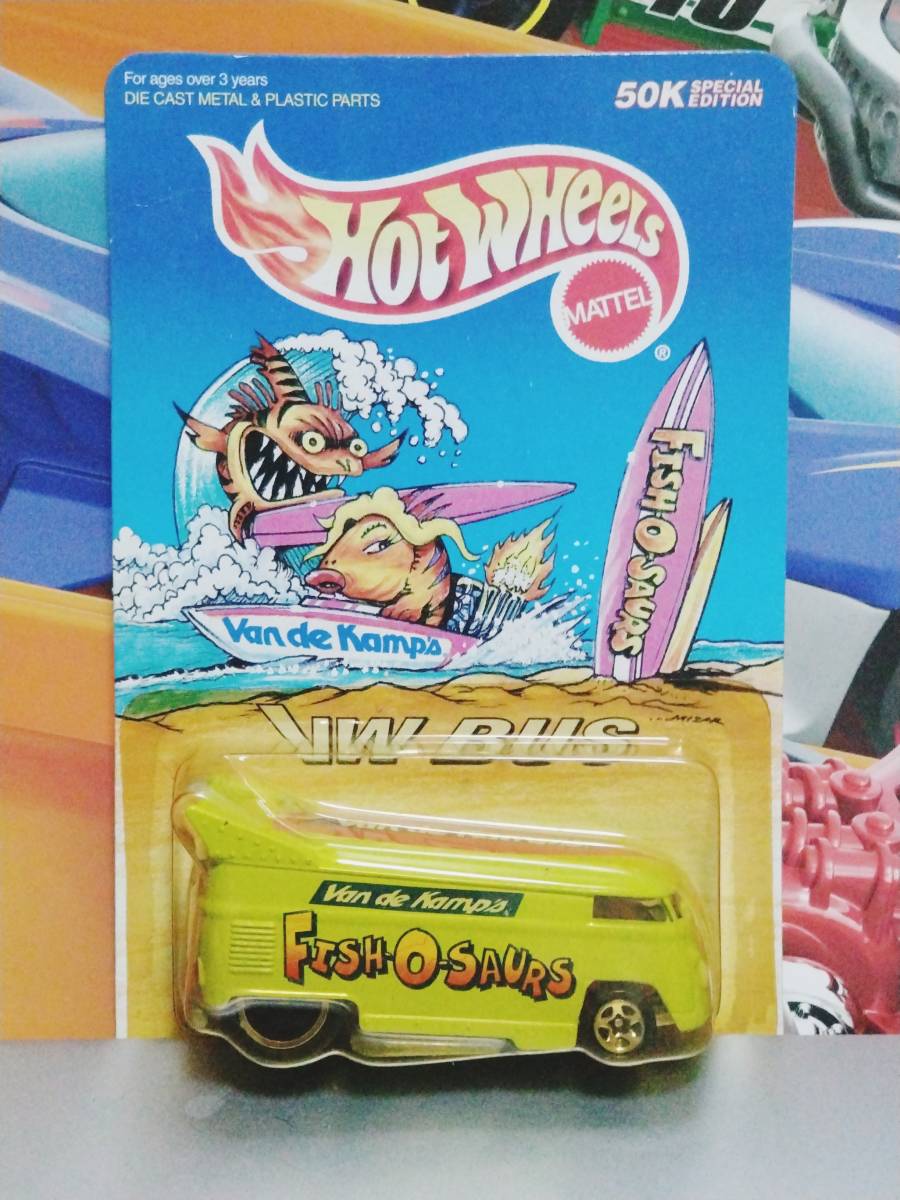 For ages over 3 years
DIE CAST METAL & PLASTIC PARTS
50K SPECIAL EDITION
Hot Wheels
MATTEL
®
FISH-O-SAURS
Van de Kamp's
...MIZAR
VW BUS
Van de Kamp's
FISH-O-SAURS